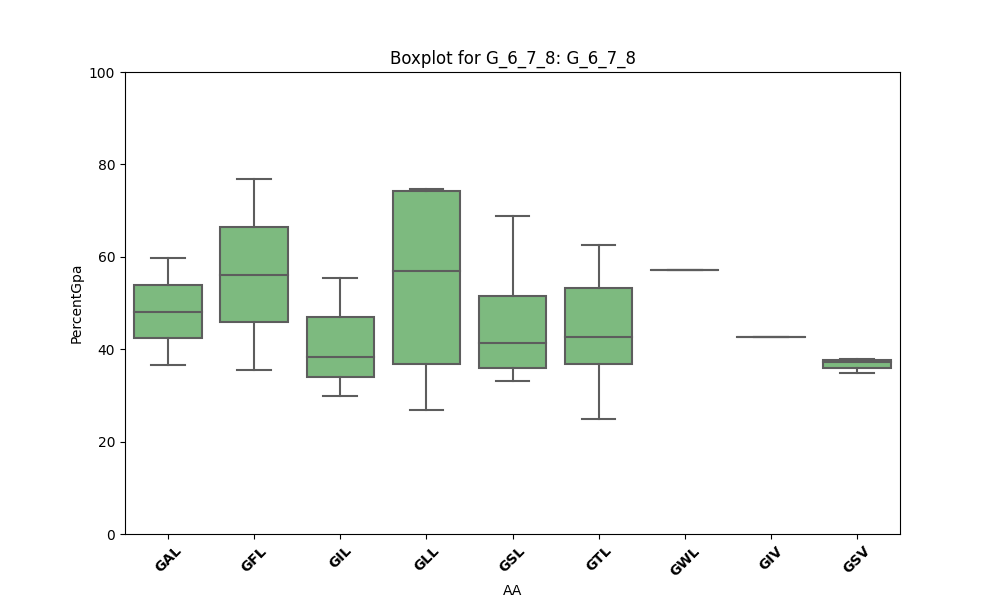 Boxplot for G_6_7_8: G_6_7_8
PercentGpa
100
80
60
40
20
0
GAL
GFL
GIL
GLL
GSL
GTL
GWL
GIV
GSV
AA